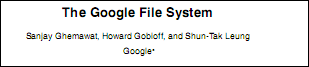 The Google File System
Sanjay Ghemawat, Howard Gobioff, and Shun-Tak Leung
Google*